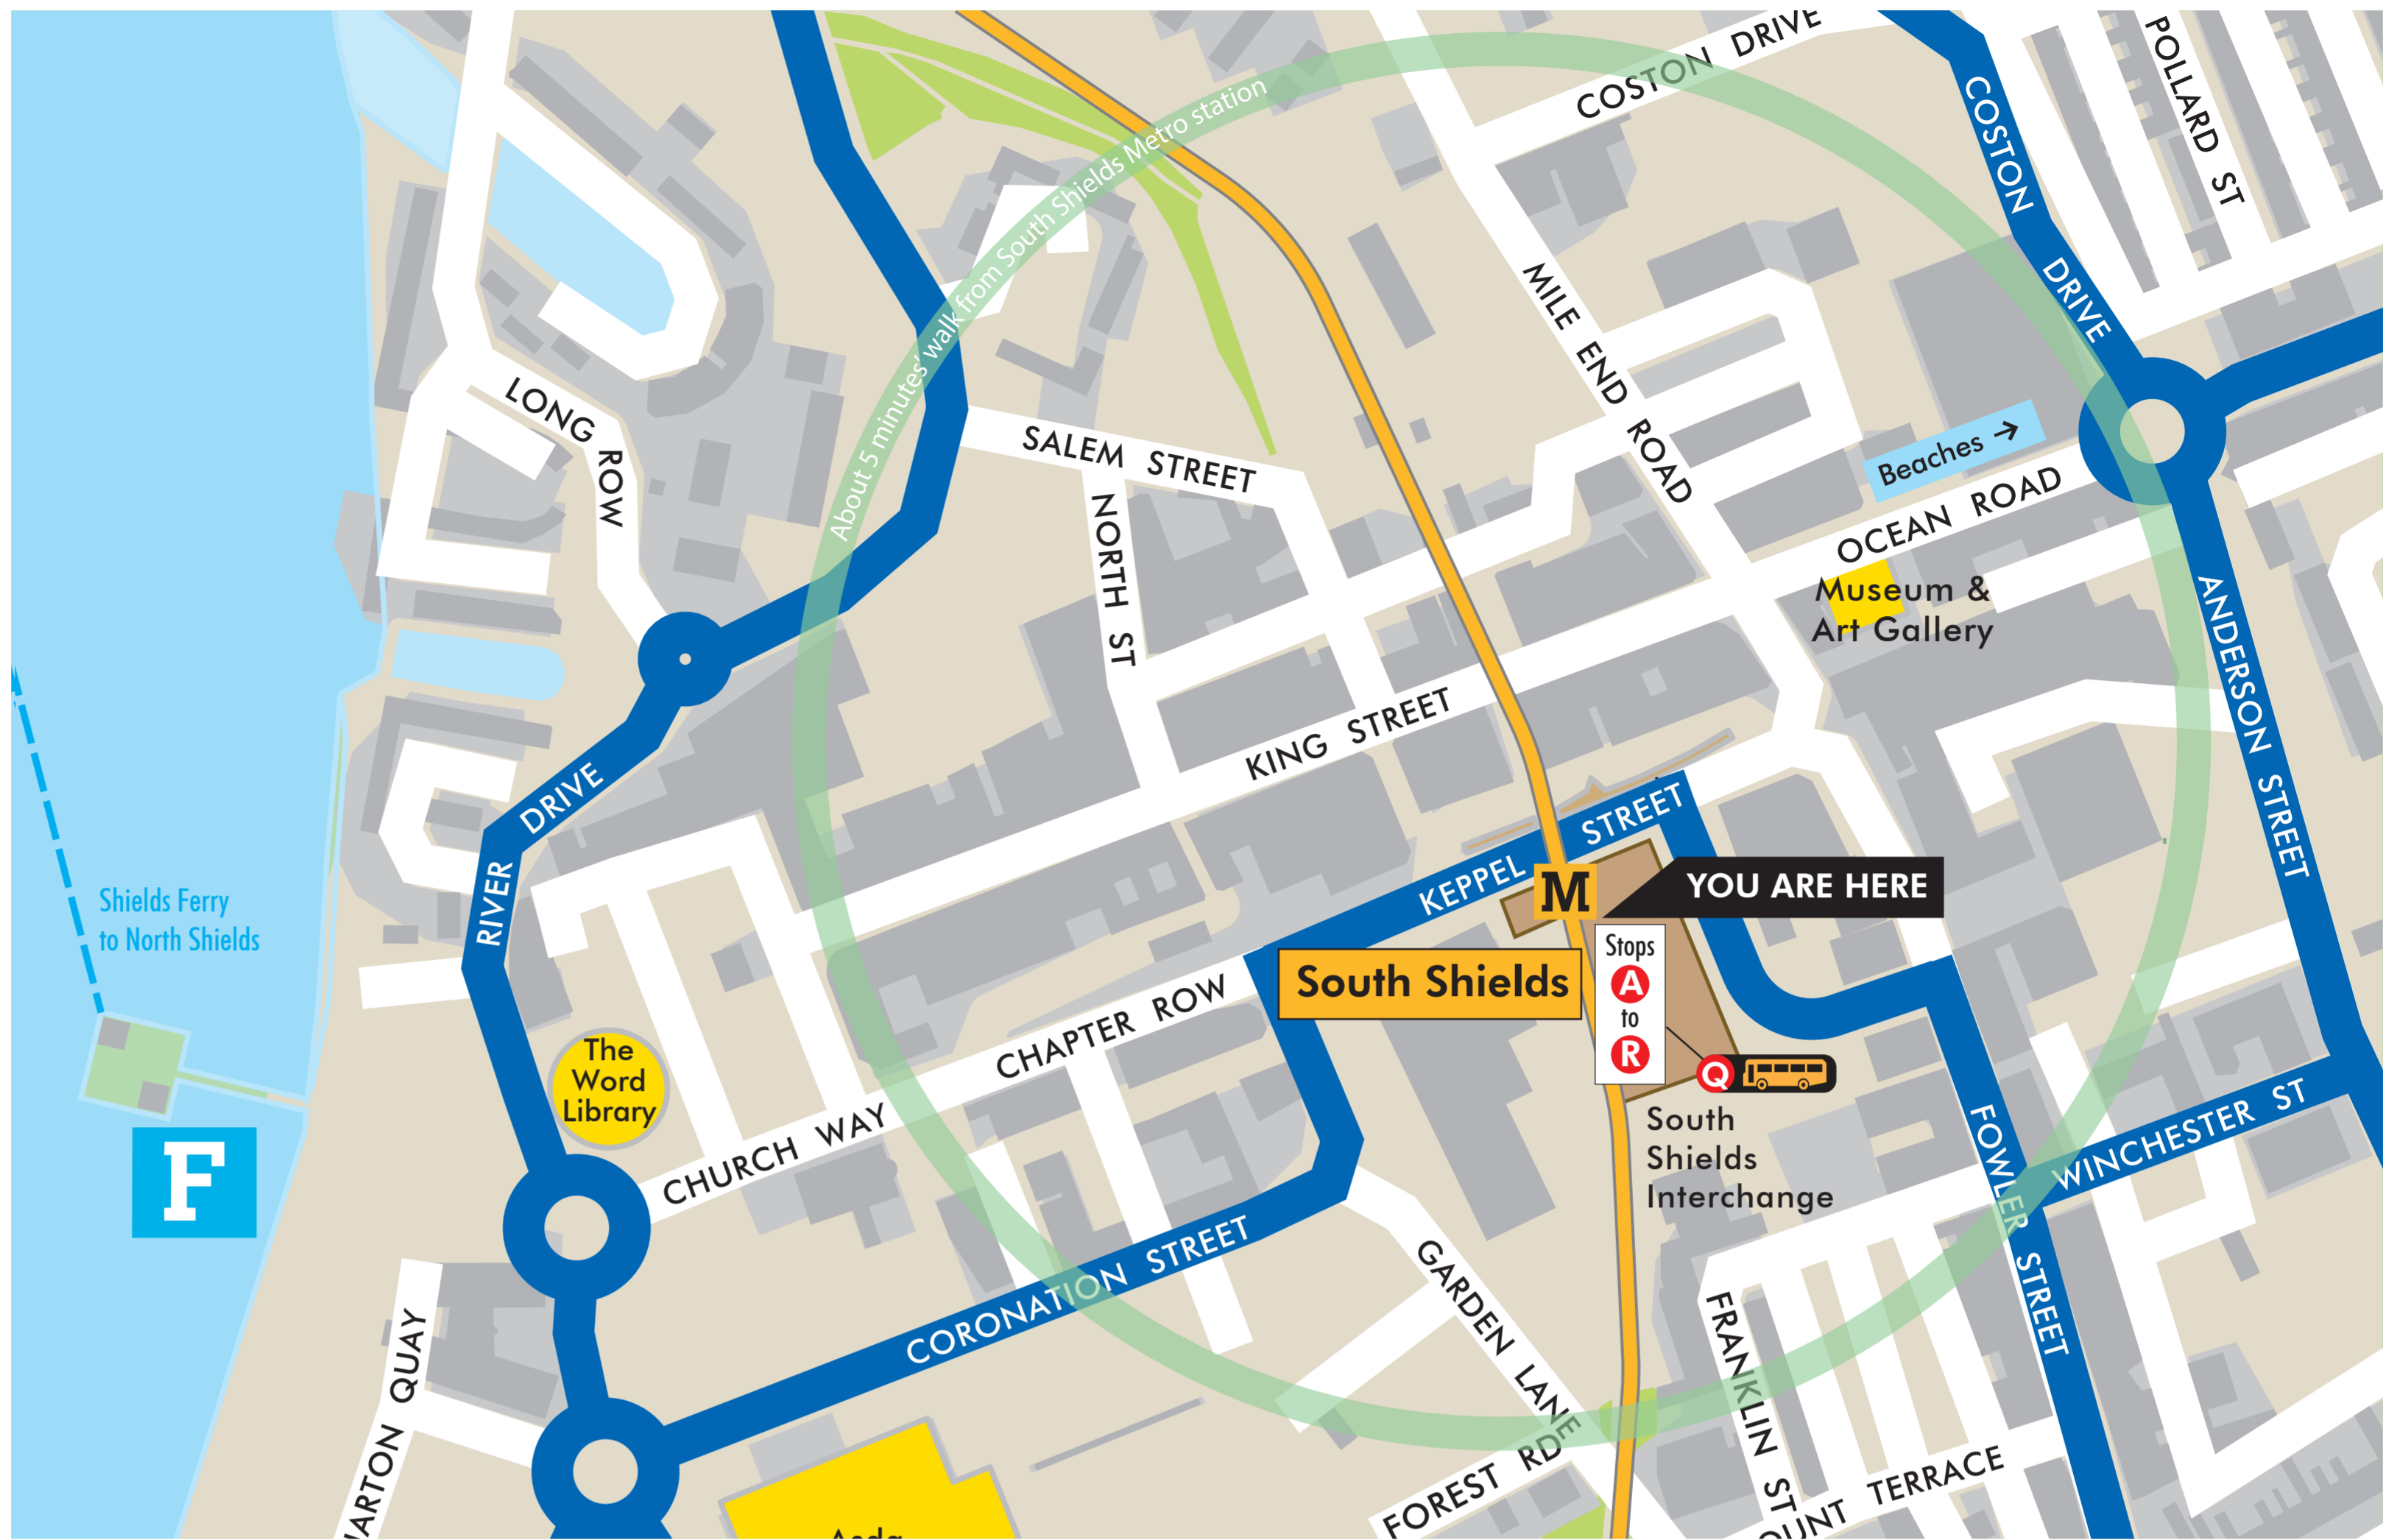 COSTON DRIVE
POLLARD ST
COSTON DRIVE
About 5 minutes' walk from South Shields Metro station
MILE END ROAD
LONG ROW
SALEM STREET
NORTH ST
Beaches →
OCEAN ROAD
Museum &
Art Gallery
ANDERSON STREET
KING STREET
RIVER DRIVE
KEPPEL STREET
M
YOU ARE HERE
Shields Ferry
to North Shields
South Shields
Stops
A
to
R
Q
CHAPTER ROW
The
Word
Library
CHURCH WAY
South
Shields
Interchange
FOWLER STREET
WINCHESTER ST
F
CORONATION STREET
GARDEN LANE
FRANKLIN ST
HARTON QUAY
FOREST RD
OUNT TERRACE
Asda